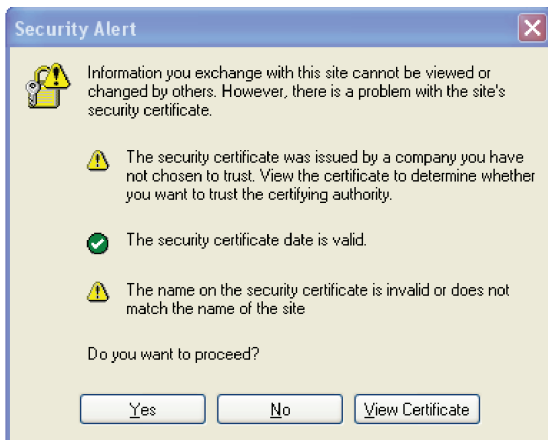 Security Alert
Information you exchange with this site cannot be viewed or
changed by others. However, there is a problem with the site's
security certificate.
The security certificate was issued by a company you have
not chosen to trust. View the certificate to determine whether
you want to trust the certifying authority.
The security certificate date is valid.
The name on the security certificate is invalid or does not
match the name of the site
Do you want to proceed?
Yes No View Certificate